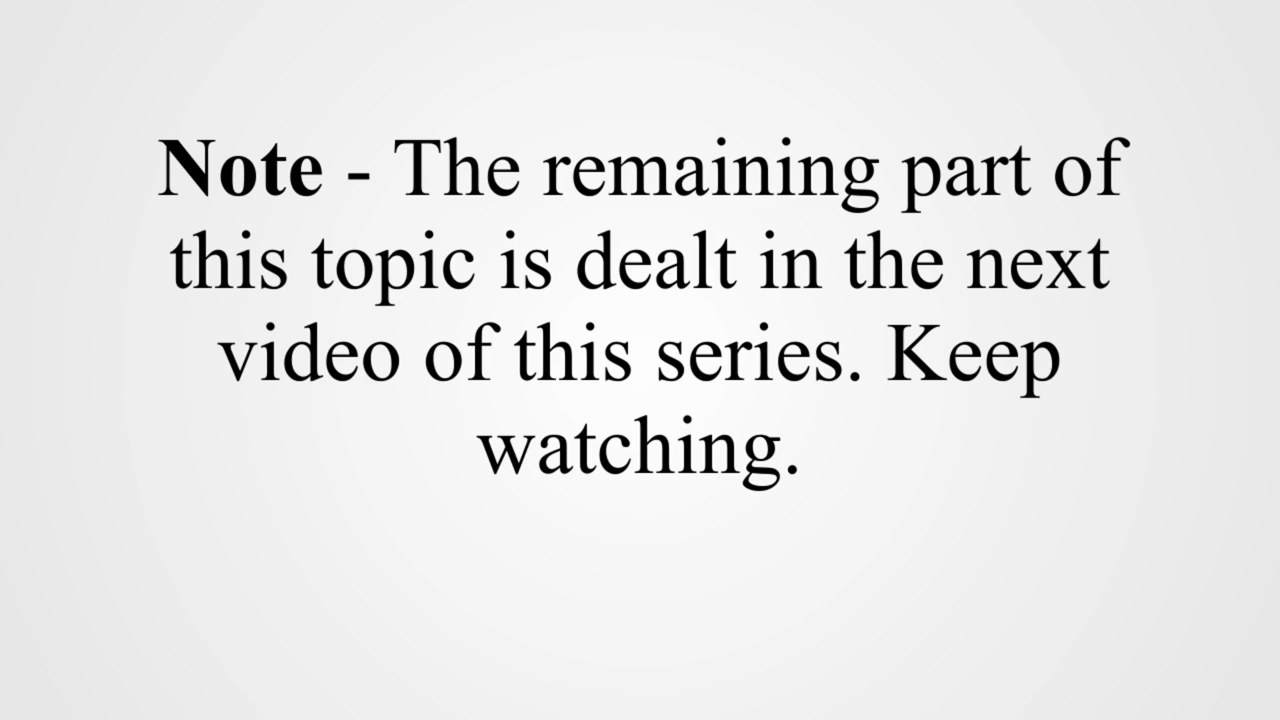 Note - The remaining part of
this topic is dealt in the next
video of this series. Keep
watching.